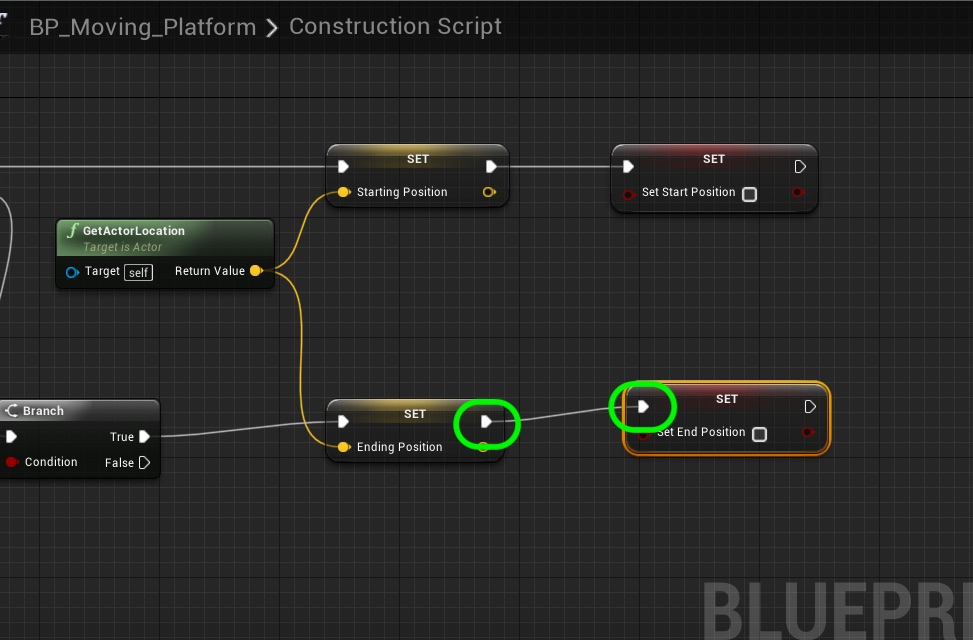 BP_Moving_Platform > Construction Script
SET
Starting Position
SET
Set Start Position
f GetActorLocation
Target is Actor
Target self Return Value
Branch
True
Condition False
SET
Ending Position
SET
Set End Position
BLUEPRI